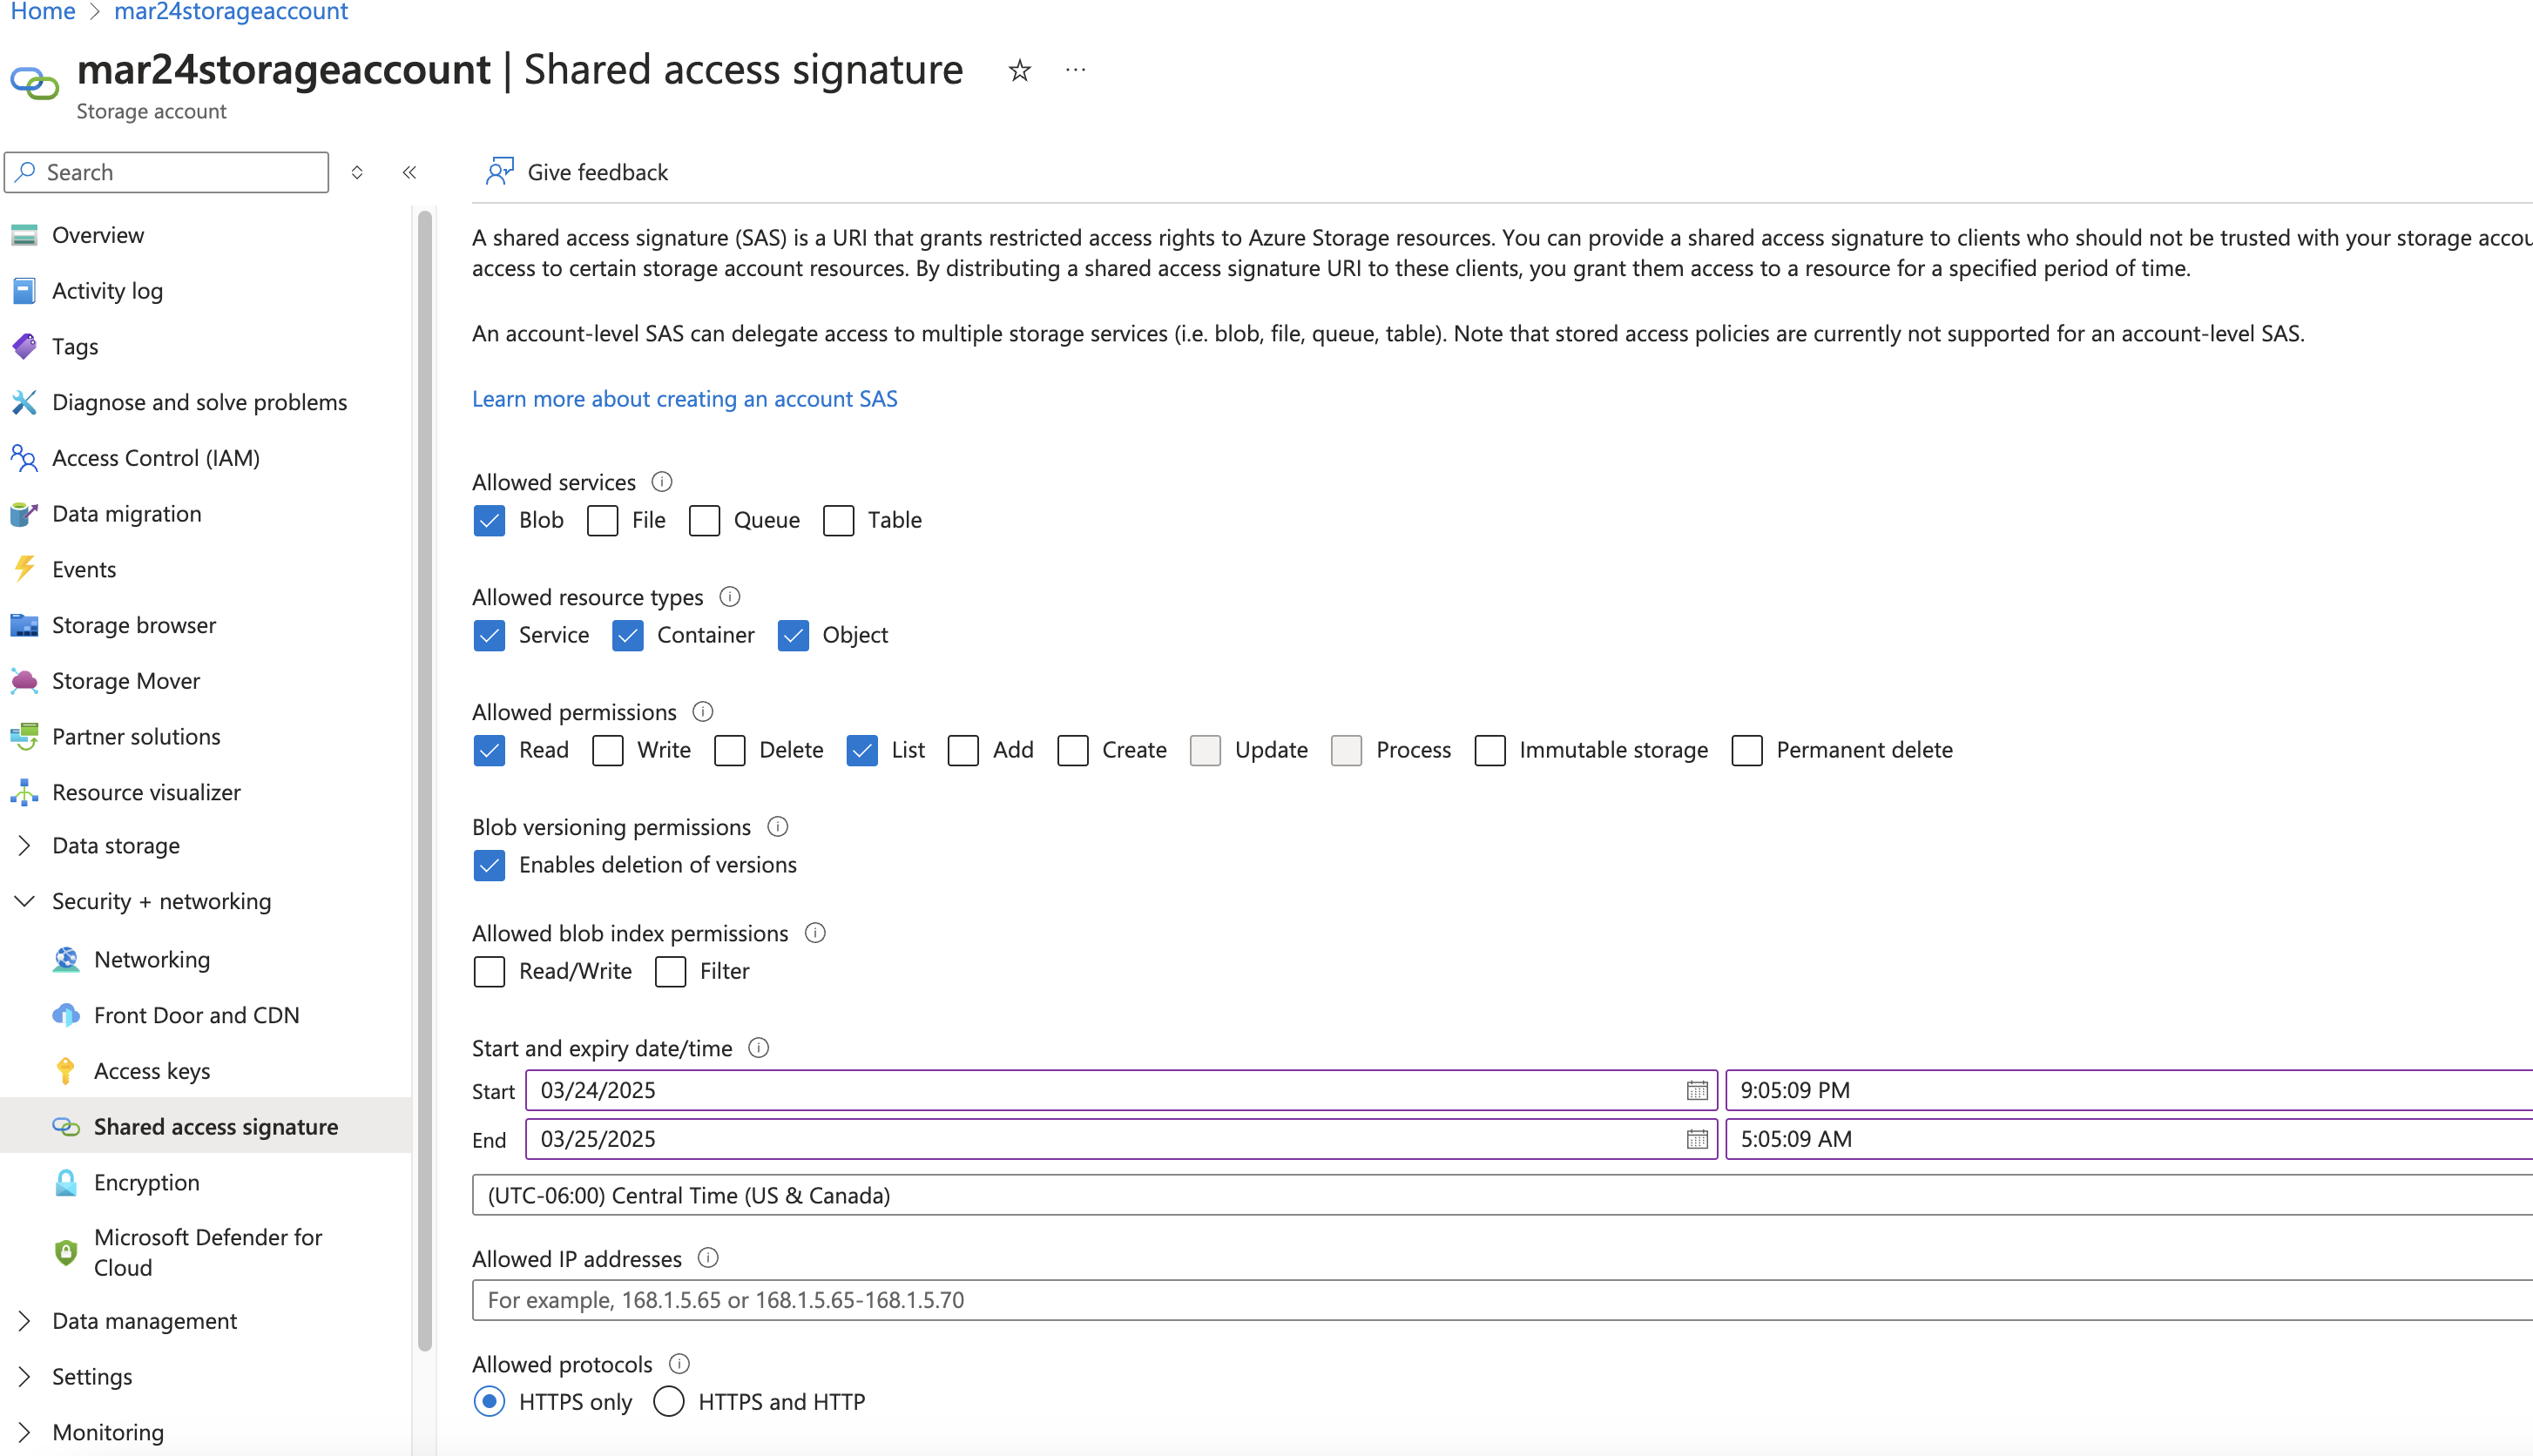 Home > mar24storageaccount
mar24storageaccount | Shared access signature
Storage account
Search
Overview
Activity log
Tags
Diagnose and solve problems
Access Control (IAM)
Data migration
Events
Storage browser
Storage Mover
Partner solutions
Resource visualizer
Data storage
Security + networking
Networking
Front Door and CDN
Access keys
Shared access signature
Encryption
Microsoft Defender for
Cloud
Data management
Settings
Monitoring
Give feedback
A shared access signature (SAS) is a URI that grants restricted access rights to Azure Storage resources. You can provide a shared access signature to clients who should not be trusted with your storage accou
access to certain storage account resources. By distributing a shared access signature URI to these clients, you grant them access to a resource for a specified period of time.
An account-level SAS can delegate access to multiple storage services (i.e. blob, file, queue, table). Note that stored access policies are currently not supported for an account-level SAS.
Learn more about creating an account SAS
Allowed services
Blob File Queue Table
Allowed resource types
Service Container Object
Allowed permissions
Read Write Delete List Add Create Update Process Immutable storage Permanent delete
Blob versioning permissions
Enables deletion of versions
Allowed blob index permissions
Read/Write Filter
Start and expiry date/time
Start 03/24/2025 9:05:09 PM
End 03/25/2025 5:05:09 AM
(UTC-06:00) Central Time (US & Canada)
Allowed IP addresses
For example, 168.1.5.65 or 168.1.5.65-168.1.5.70
Allowed protocols
HTTPS only HTTPS and HTTP